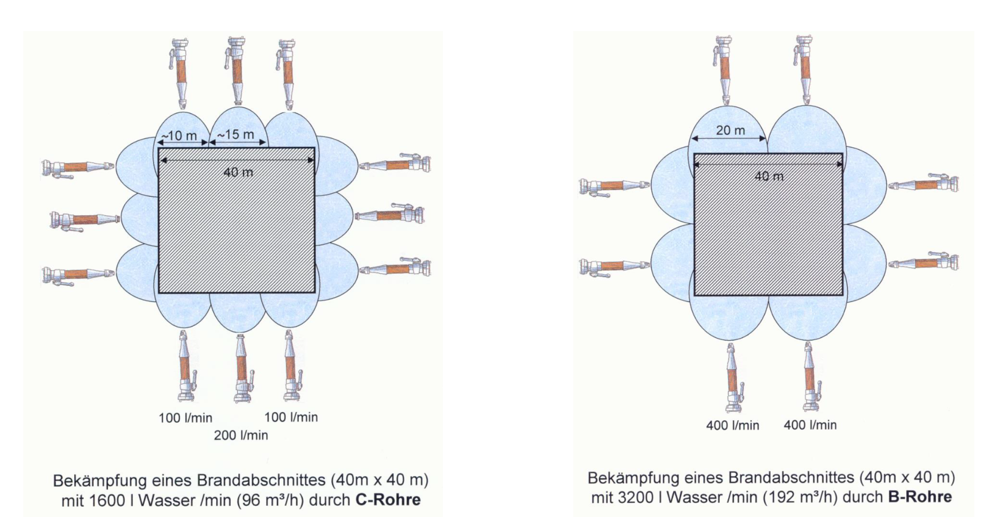 ~10 m
~15 m
40 m
100 l/min
100 l/min
200 l/min
Bekämpfung eines Brandabschnittes (40m x 40 m)
mit 1600 l Wasser /min (96 m³/h) durch C-Rohre
20 m
40 m
400 l/min
400 l/min
Bekämpfung eines Brandabschnittes (40m x 40 m)
mit 3200 l Wasser /min (192 m³/h) durch B-Rohre